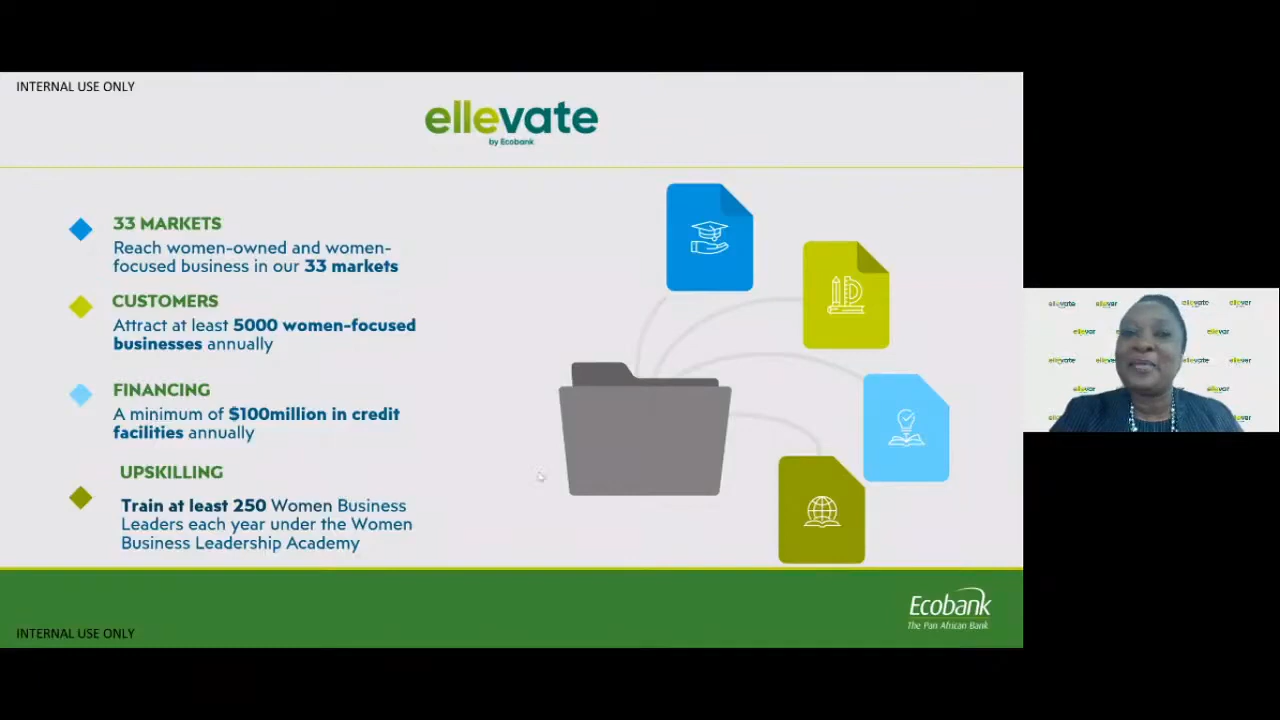 INTERNAL USE ONLY
ellevate
by Ecobank
33 MARKETS
Reach women-owned and women-
focused business in our 33 markets
CUSTOMERS
Attract at least 5000 women-focused
businesses annually
FINANCING
A minimum of $100million in credit
facilities annually
UPSKILLING
Train at least 250 Women Business
Leaders each year under the Women
Business Leadership Academy
Ecobank
The Pan African Bank
INTERNAL USE ONLY
ellevate
ellevate
ellevate